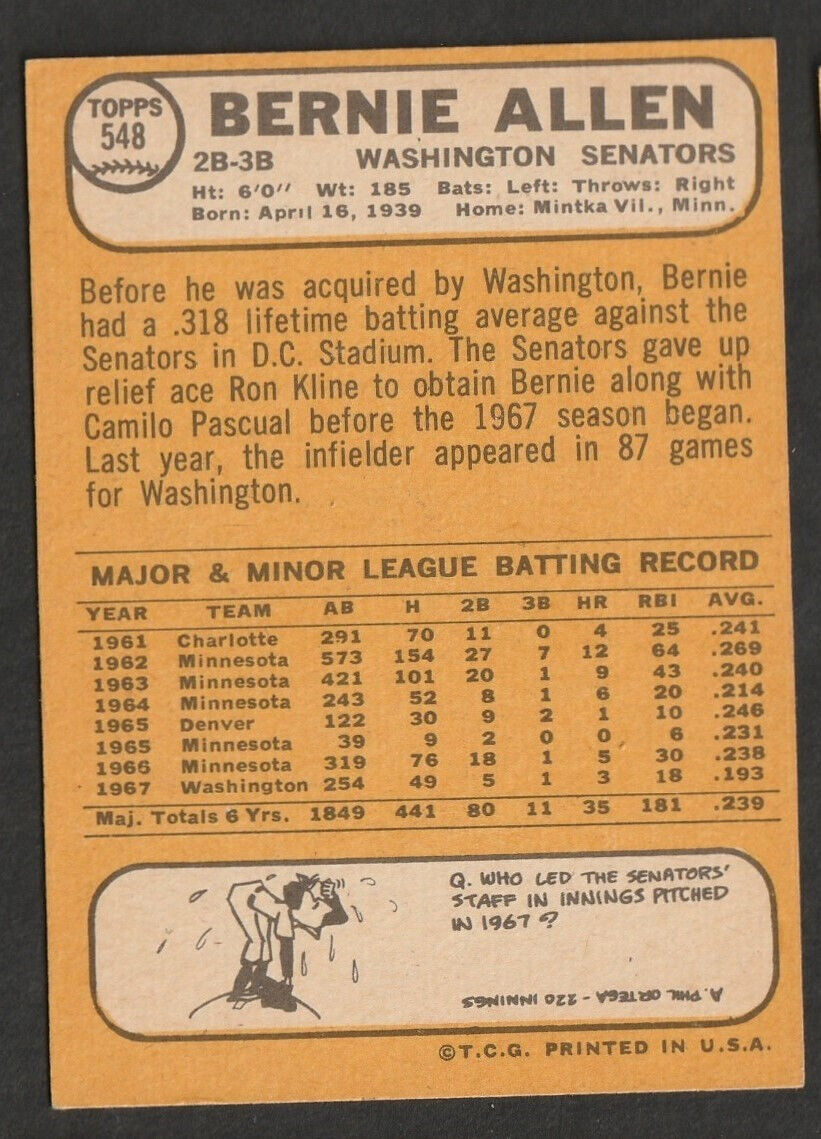 TOPPS
548
BERNIE ALLEN
2B-3B WASHINGTON SENATORS
Ht: 6'0" Wt: 185 Bats: Left: Throws: Right
Born: April 16, 1939 Home: Mintka Vil., Minn.
Before he was acquired by Washington, Bernie
had a .318 lifetime batting average against the
Senators in D.C. Stadium. The Senators gave up
relief ace Ron Kline to obtain Bernie along with
Camilo Pascual before the 1967 season began.
Last year, the infielder appeared in 87 games
for Washington.
MAJOR & MINOR LEAGUE BATTING RECORD
YEAR TEAM AB H 2B 3B HR RBI AVG.
1961 Charlotte 291 70 11 0 4 25 .241
1962 Minnesota 573 154 27 7 12 64 .269
1963 Minnesota 421 101 20 1 9 43 .240
1964 Minnesota 243 52 8 1 6 20 .214
1965 Denver 122 30 9 2 1 10 .246
1965 Minnesota 39 9 2 0 0 6 .231
1966 Minnesota 319 76 18 1 5 30 .238
1967 Washington 254 49 5 1 3 18 .193
Maj. Totals 6 Yrs. 1849 441 80 11 35 181 .239
Q. WHO LED THE SENATORS'
STAFF IN INNINGS PITCHED
IN 1967?
A. PHIL ORTEGA - 220 INNINGS
©T.C.G. PRINTED IN U.S.A.